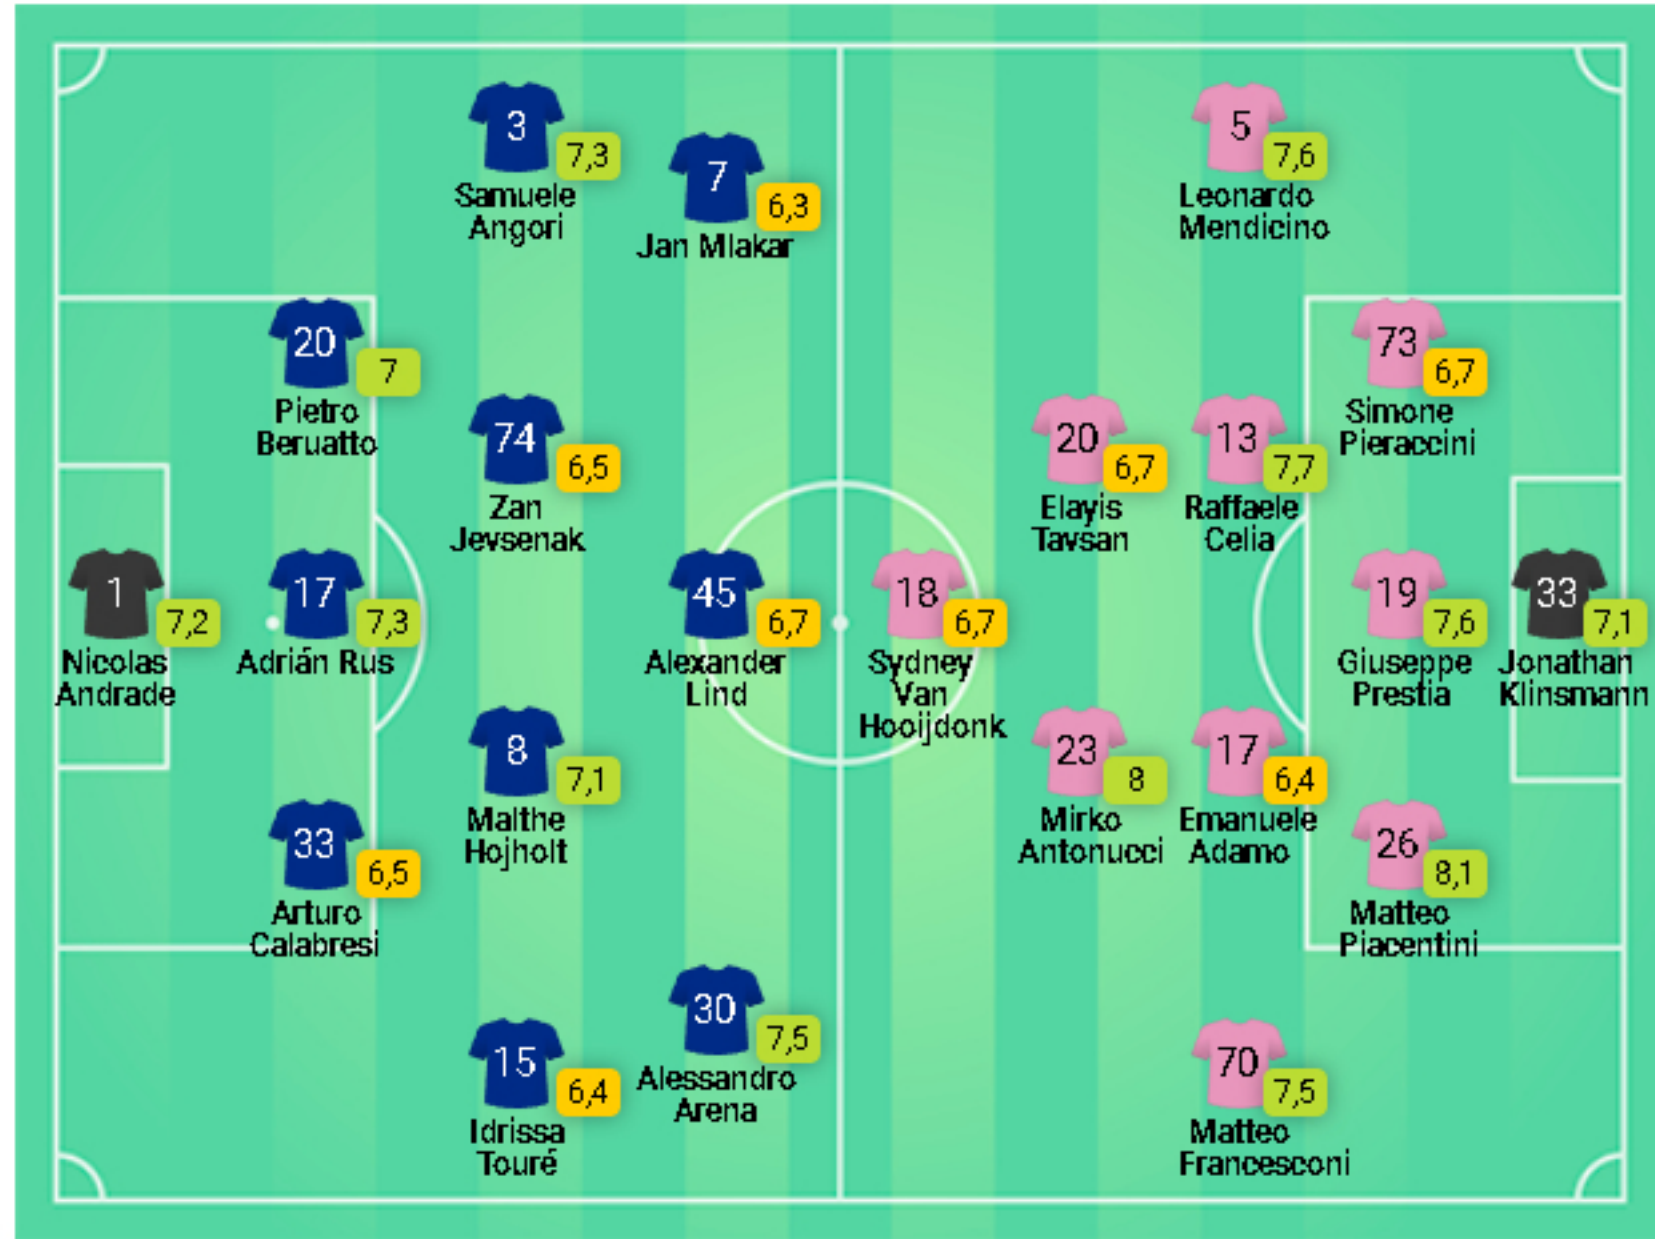 3
7,3
Samuele
Angori
7
6,3
Jan Mlakar
5
7,6
Leonardo
Mendicino
20
7
Pietro
Beruatto
73
6,7
Simone
Pieraccini
74
6,5
Zan
Jevsenak
20
6,7
Elayis
Tavsan
13
7,7
Raffaele
Celia
1
7,2
Nicolas
Andrade
17
7,3
Adrián Rus
45
6,7
Alexander
Lind
18
6,7
Sydney
Van
Hooijdonk
19
7,6
Giuseppe
Prestia
33
7,1
Jonathan
Klinsmann
8
7,1
Malthe
Hojholt
23
8
Mirko
Antonucci
17
6,4
Emanuele
Adamo
33
6,5
Arturo
Calabresi
26
8,1
Matteo
Piacentini
30
7,5
Alessandro
Arena
15
6,4
Idrissa
Touré
70
7,5
Matteo
Francesconi